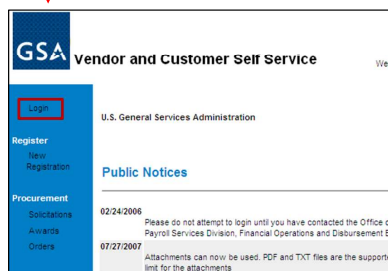 GSA Vendor and Customer Self Service
We
Login
U.S. General Services Administration
Register
New
Registration
Public Notices
Procurement
Solicitations
Awards
Orders
02/24/2006
Please do not attempt to login until you have contacted the Office o
Payroll Services Division, Financial Operations and Disbursement B
07/27/2007
Attachments can now be used. PDF and TXT files are the supporte
limit for the attachments